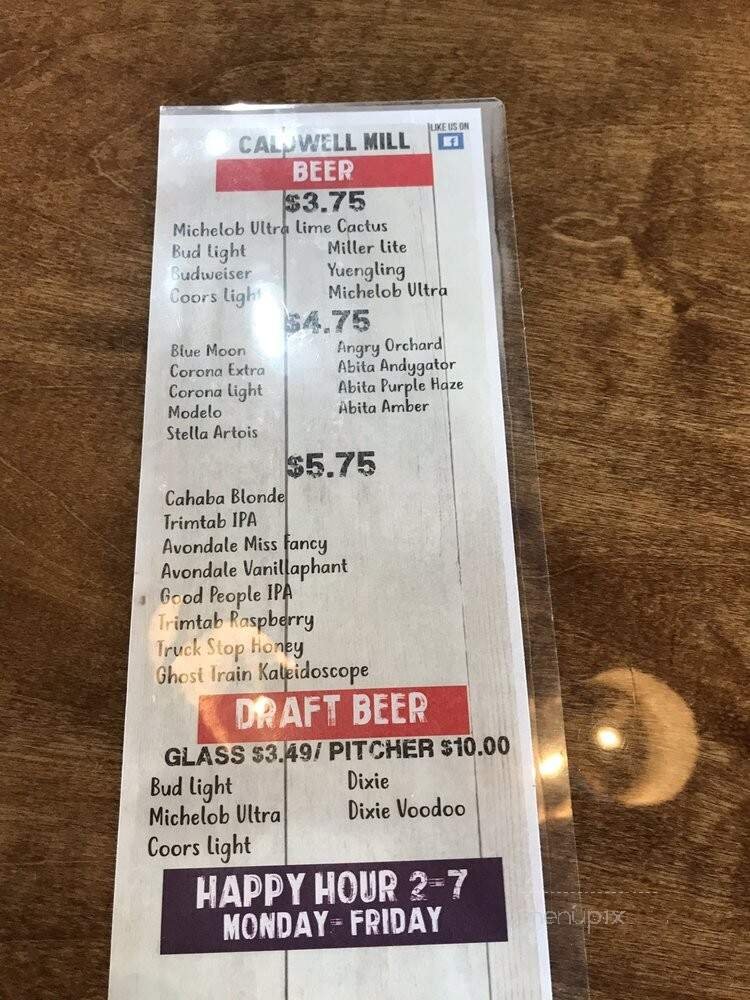 LIKE US ON
CALDWELL MILL
BEER
$3.75
Michelob Ultra Lime Cactus
Bud Light Miller Lite
Budweiser Yuengling
Coors Light Michelob Ultra
$4.75
Blue Moon Angry Orchard
Corona Extra Abita Andygator
Corona Light Abita Purple Haze
Modelo Abita Amber
Stella Artois
$5.75
Cahaba Blonde
Trimtab IPA
Avondale Miss Fancy
Avondale Vanillaphant
Good People IPA
Trimtab Raspberry
Truck Stop Honey
Ghost Train Kaleidoscope
DRAFT BEER
GLASS $3.49/ PITCHER $10.00
Bud Light Dixie
Michelob Ultra Dixie Voodoo
Coors Light
HAPPY HOUR 2-7
MONDAY-FRIDAY
menupix